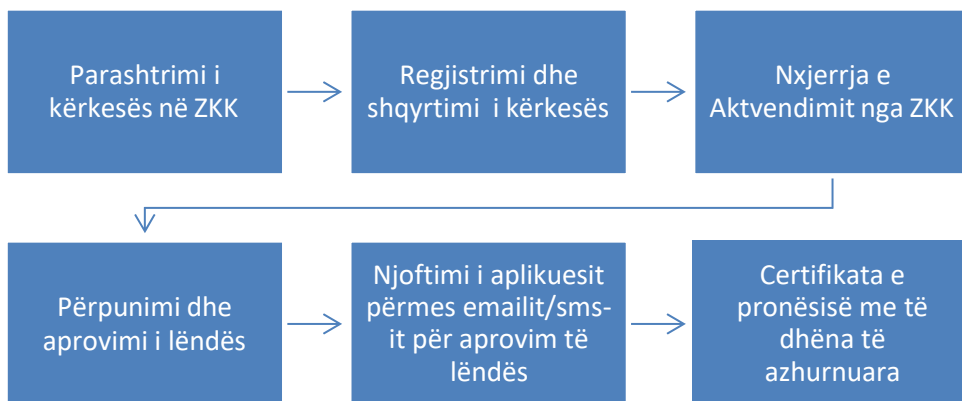 Parashtrimi i
kërkesës në ZKK
Regjistrimi dhe
shqyrtimi i kërkesës
Nxjerrja e
Aktvendimit nga ZKK
Përpunimi dhe
aprovimi i lëndës
Njoftimi i aplikuesit
përmes emailit/sms-
it për aprovim të
lëndës
Certifikata e
pronësisë me të
dhëna të
azhurnuara